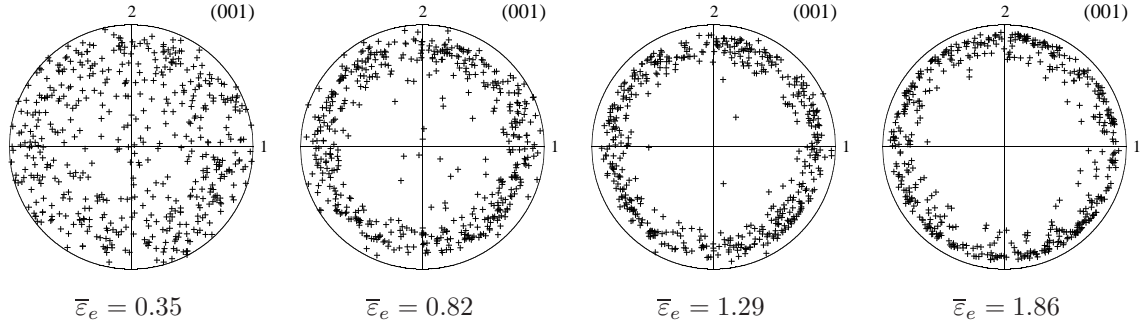 2 (001) 2 (001) 2 (001) 2 (001)
1 1 1 1
ε̅ₑ = 0.35 ε̅ₑ = 0.82 ε̅ₑ = 1.29 ε̅ₑ = 1.86